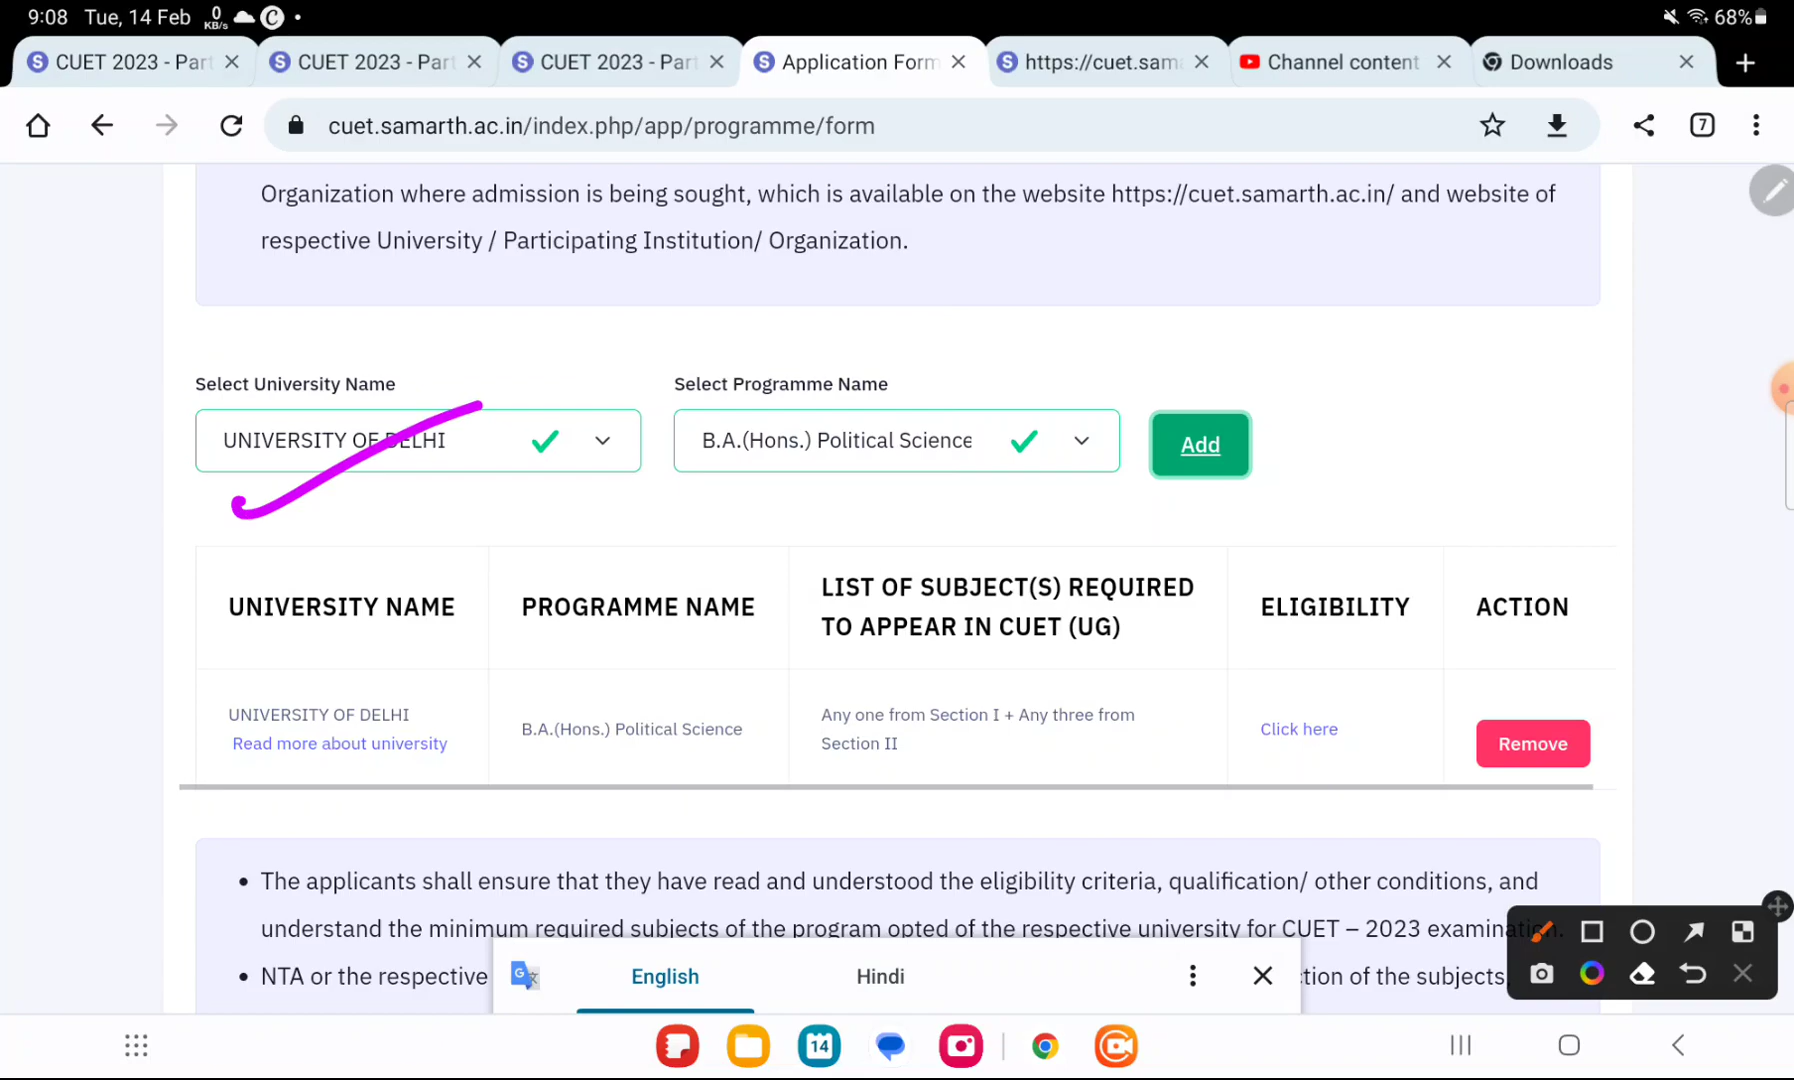 9:08 Tue, 14 Feb 0 KB/s C 68%
CUET 2023 - Part
CUET 2023 - Part
CUET 2023 - Part
Application Form
https://cuet.sam
Channel content
Downloads
cuet.samarth.ac.in/index.php/app/programme/form 7
Organization where admission is being sought, which is available on the website https://cuet.samarth.ac.in/ and website of
respective University / Participating Institution/ Organization.
Select University Name
Select Programme Name
UNIVERSITY OF DELHI
B.A.(Hons.) Political Science
Add
UNIVERSITY NAME
PROGRAMME NAME
LIST OF SUBJECT(S) REQUIRED
TO APPEAR IN CUET (UG)
ELIGIBILITY
ACTION
UNIVERSITY OF DELHI
Read more about university
B.A.(Hons.) Political Science
Any one from Section I + Any three from
Section II
Click here
Remove
• The applicants shall ensure that they have read and understood the eligibility criteria, qualification/ other conditions, and
understand the minimum required subjects of the program opted of the respective university for CUET – 2023 examination.
• NTA or the respective
tion of the subjects,
English
Hindi
14